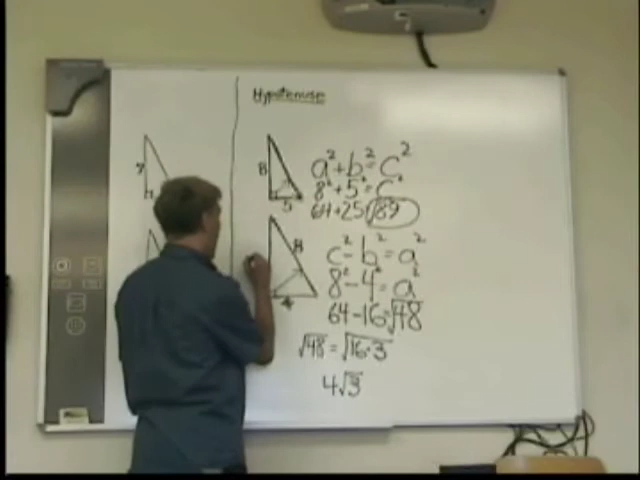 Hypotenuse
7
8
5
a² + b² = c²
8² + 5² = c²
64 + 25 √89
8
4
c² - b² = a²
8² - 4² = a²
64 - 16 = √48
√48 = √16·3
4√3